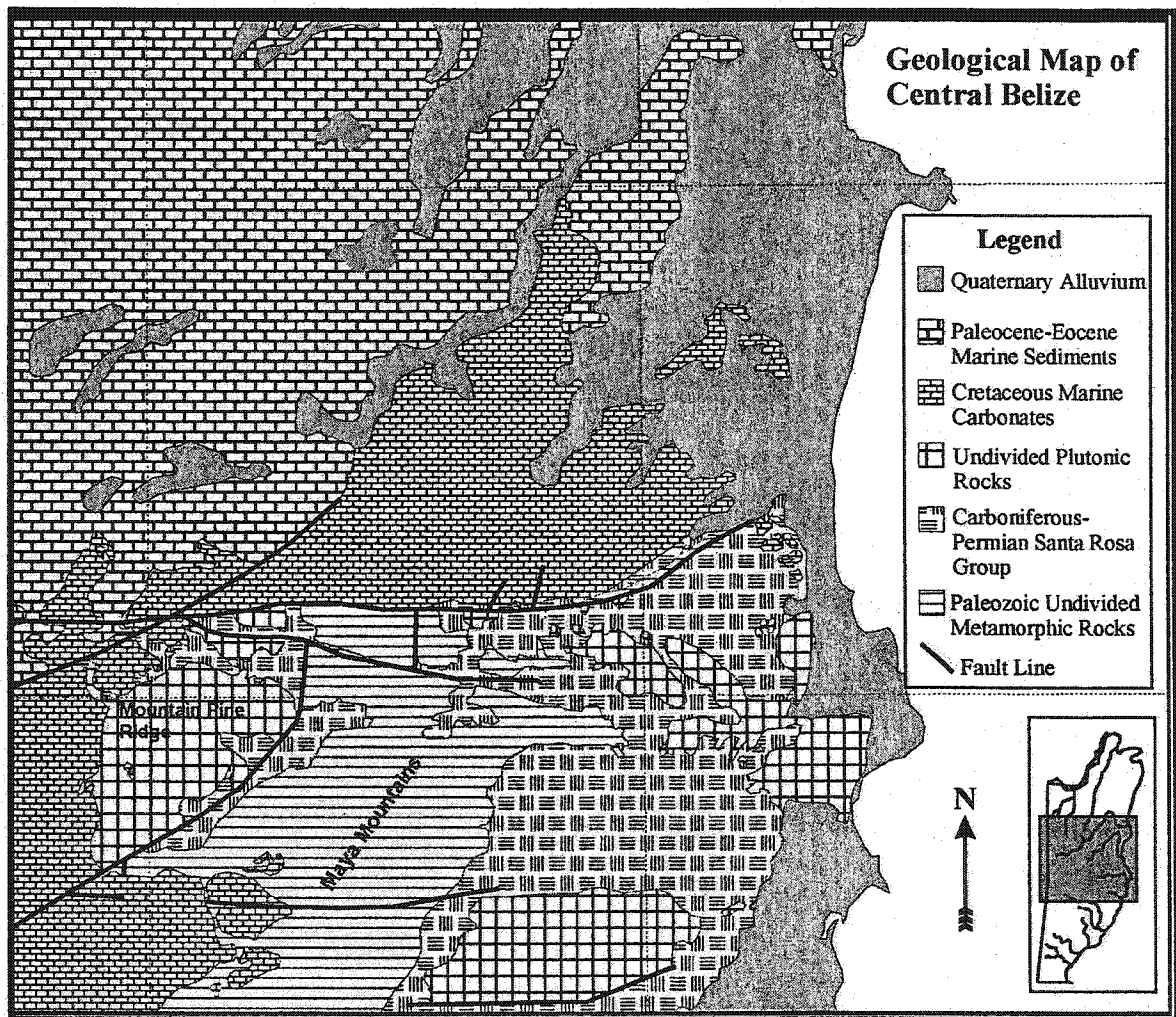 Geological Map of
Central Belize
Legend
Quaternary Alluvium
Paleocene-Eocene
Marine Sediments
Cretaceous Marine
Carbonates
Undivided Plutonic
Rocks
Carboniferous-
Permian Santa Rosa
Group
Paleozoic Undivided
Metamorphic Rocks
Fault Line
Mountain Pine
Ridge
Maya Mountains
N